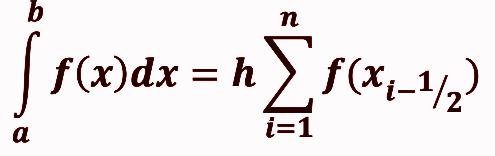 ∫_a^b f(x)dx = h ∑_{i=1}^n f(x_{i−1/2})